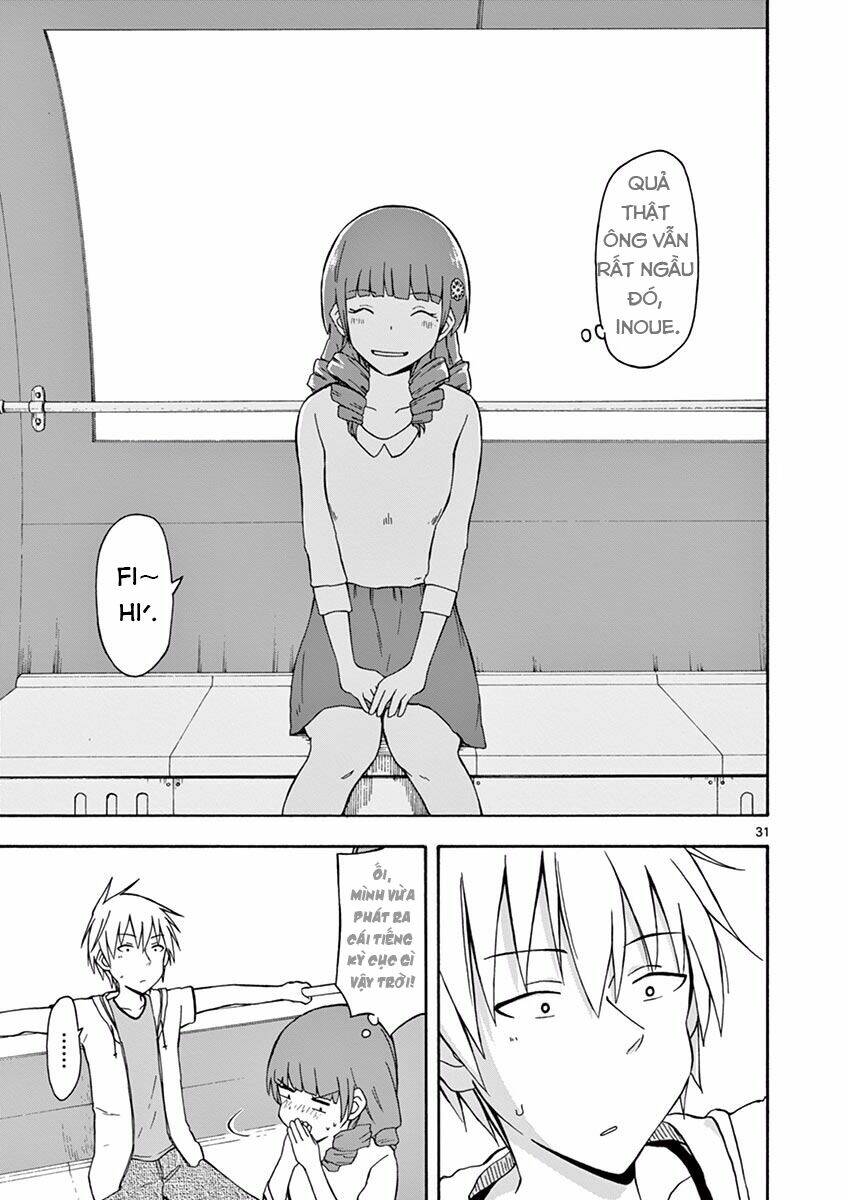 QUẢ
THẬT
ÔNG VẪN
RẤT NGẦU
ĐÓ,
INOUE.
FI~
HI'.
31
ỐI,
MÌNH VỪA
PHÁT RA
CÁI TIẾNG
KỲ CỤC GÌ
VẬY TRỜI!
......